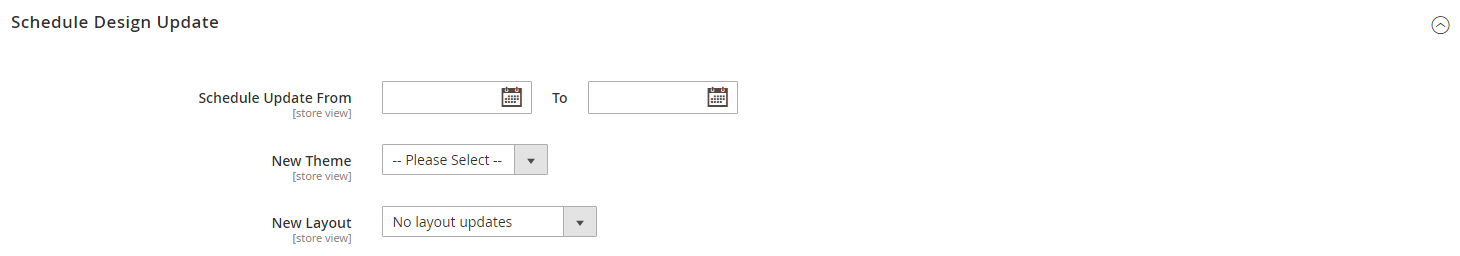 Schedule Design Update
Schedule Update From To
[store view]
New Theme -- Please Select --
[store view]
New Layout No layout updates
[store view]